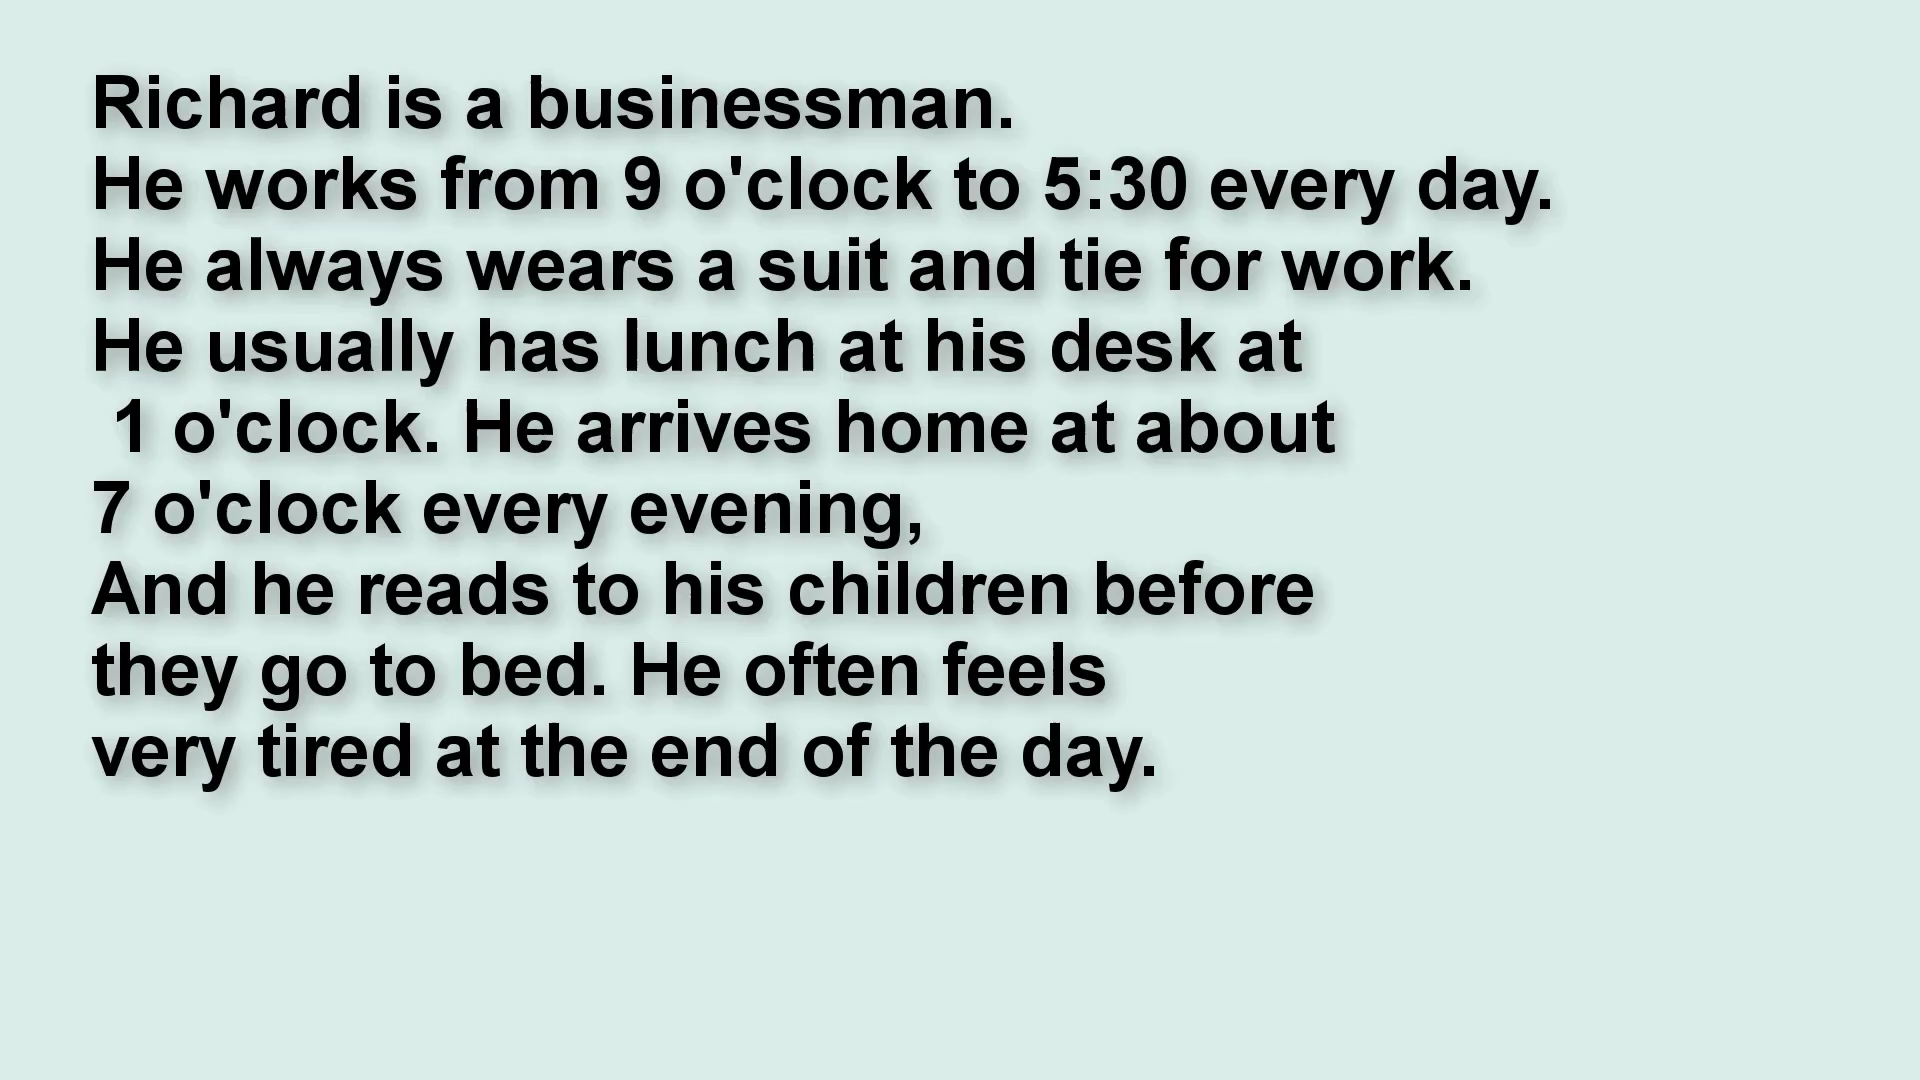 Richard is a businessman.
He works from 9 o'clock to 5:30 every day.
He always wears a suit and tie for work.
He usually has lunch at his desk at
1 o'clock. He arrives home at about
7 o'clock every evening,
And he reads to his children before
they go to bed. He often feels
very tired at the end of the day.